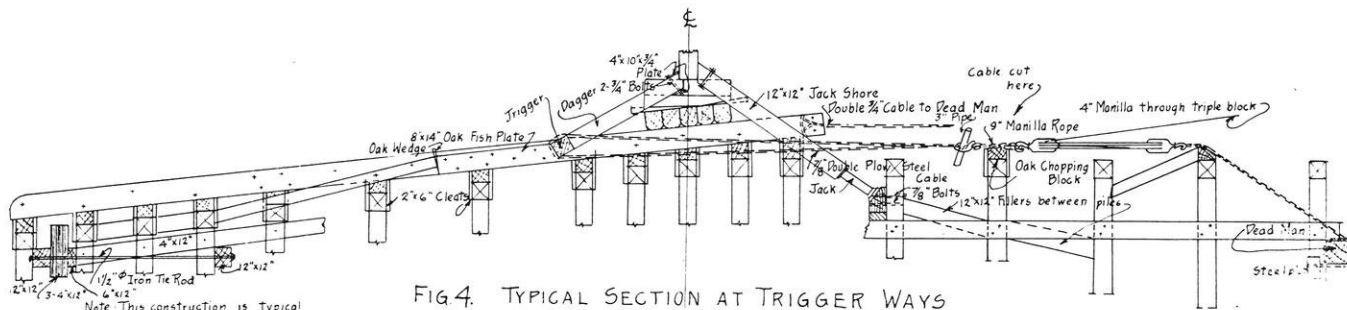 ℄
4"x10"x3/4"
Plate
Dagger 2-3/4" Bolts
Trigger
8"x14" Oak Fish Plate
Oak Wedge
12"x12" Jack Shore
Double 3/4" Cable to Dead Man
3" Pipe
Cable cut
here
4" Manilla through triple block
9" Manilla Rope
Oak Chopping
Block
1 7/8 Double Plow Steel
Cable
Jack
7/8" Bolts
12"x12" Fillers between piles
2"x6" Cleats
4"x12"
12"x12"
1 1/2" Φ Iron Tie Rod
12"x12"
3-4"x12"
6"x12"
Dead Man
Steel
Note: This construction is typical
FIG. 4. TYPICAL SECTION AT TRIGGER WAYS